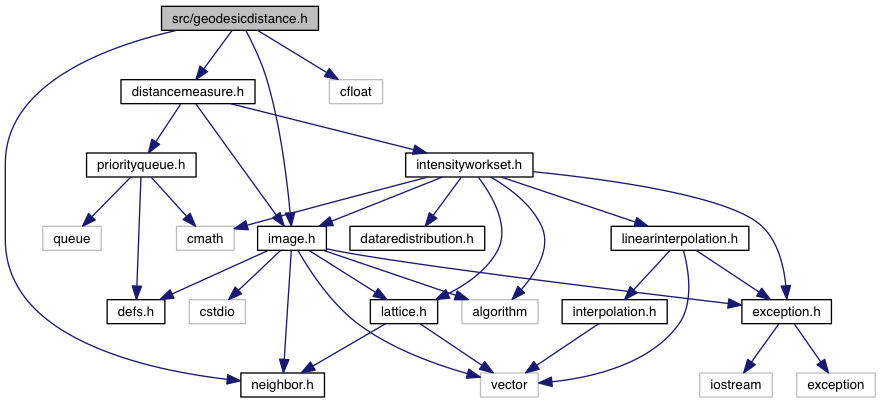 src/geodesicdistance.h
distancemeasure.h
cfloat
priorityqueue.h
intensityworkset.h
queue
cmath
image.h
dataredistribution.h
linearinterpolation.h
defs.h
cstdio
lattice.h
algorithm
interpolation.h
exception.h
neighbor.h
vector
iostream
exception